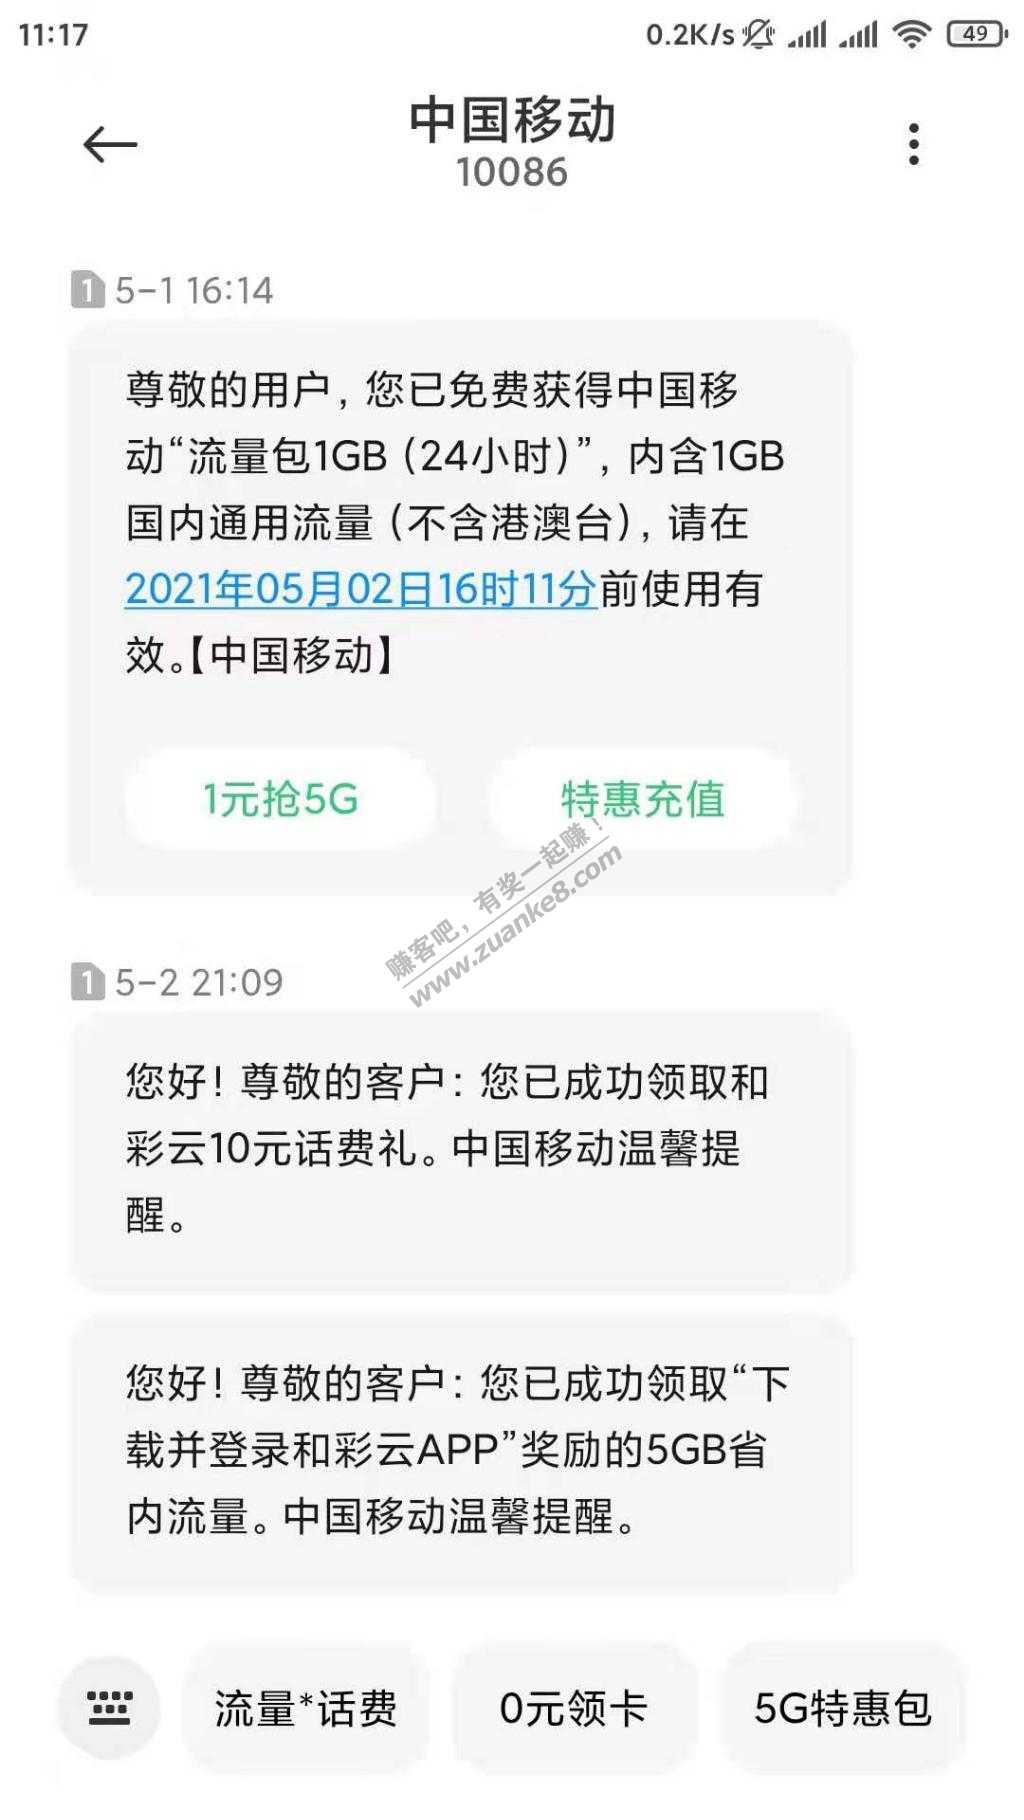 11:17
0.2K/s
49
中国移动
10086
1 5-1 16:14
尊敬的用户，您已免费获得中国移
动“流量包1GB（24小时）”，内含1GB
国内通用流量（不含港澳台），请在
2021年05月02日16时11分前使用有
效。【中国移动】
1元抢5G
特惠充值
赚客吧，有奖一起赚！
www.zuanke8.com
1 5-2 21:09
您好！尊敬的客户：您已成功领取和
彩云10元话费礼。中国移动温馨提
醒。
您好！尊敬的客户：您已成功领取“下
载并登录和彩云APP”奖励的5GB省
内流量。中国移动温馨提醒。
流量*话费
0元领卡
5G特惠包